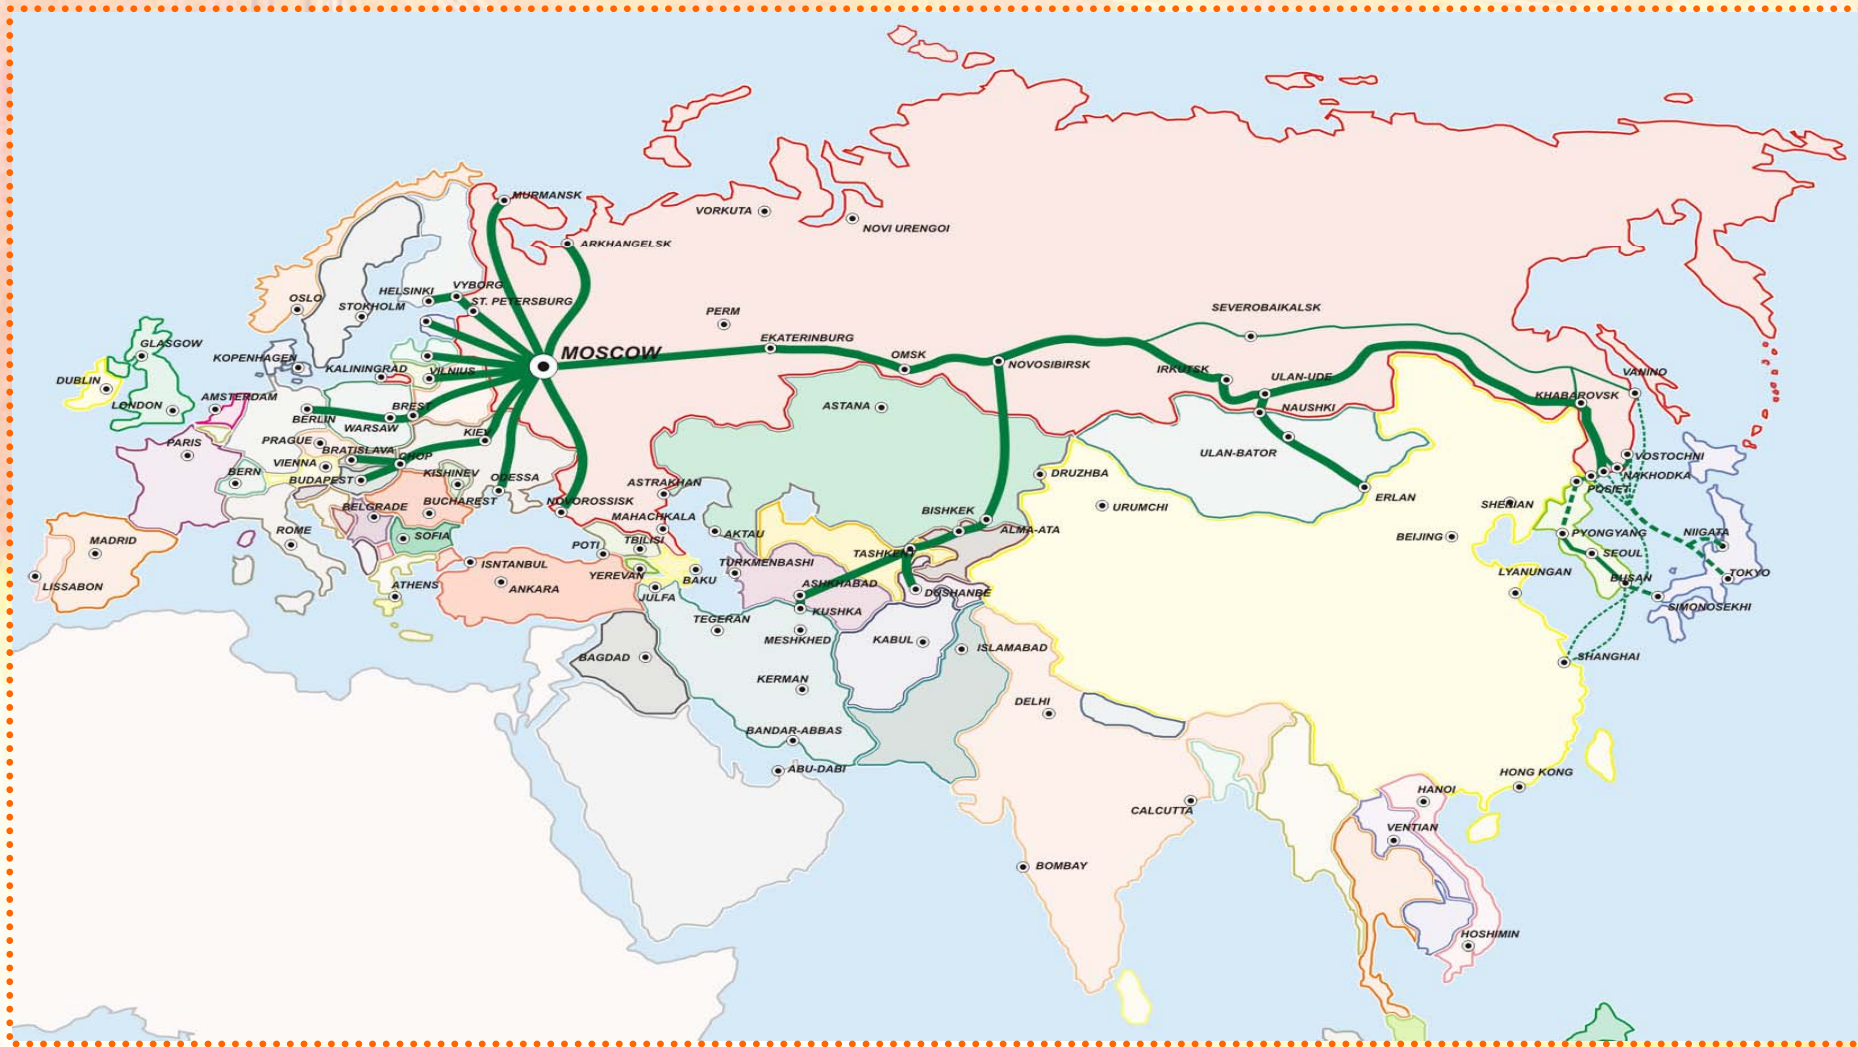 MURMANSK
VORKUTA
NOVI URENGOI
ARKHANGELSK
HELSINKI
VYBORG
OSLO
STOKHOLM
ST. PETERSBURG
SEVEROBAIKALSK
PERM
GLASGOW
EKATERINBURG
KOPENHAGEN
MOSCOW
OMSK
NOVOSIBIRSK
KALININGRAD
VILNIUS
IRKUTSK
ULAN-UDE
VANINO
DUBLIN
LONDON
AMSTERDAM
BERLIN
BREST
WARSAW
ASTANA
NAUSHKI
KHABAROVSK
PARIS
PRAGUE
BRATISLAVA
KIEV
VIENNA
CHOP
ULAN-BATOR
VOSTOCHNI
BERN
BUDAPEST
KISHINEV
ODESSA
ASTRAKHAN
DRUZHBA
NAKHODKA
POSIET
BELGRADE
BUCHAREST
NOVOROSSISK
ERLAN
MAHACHKALA
BISHKEK
URUMCHI
SHENIAN
ROME
SOFIA
AKTAU
ALMA-ATA
BEIJING
PYONGYANG
NIIGATA
MADRID
POTI
TBILISI
TASHKENT
SEOUL
ISNTANBUL
TURKMENBASHI
YEREVAN
BAKU
LYANUNGAN
BUSAN
TOKYO
LISSABON
ATHENS
ANKARA
JULFA
ASHKHABAD
DUSHANBE
SIMONOSEKHI
TEGERAN
KUSHKA
MESHKHED
KABUL
ISLAMABAD
BAGDAD
SHANGHAI
KERMAN
DELHI
BANDAR-ABBAS
ABU-DABI
HONG KONG
HANOI
CALCUTTA
VENTIAN
BOMBAY
HOSHIMIN